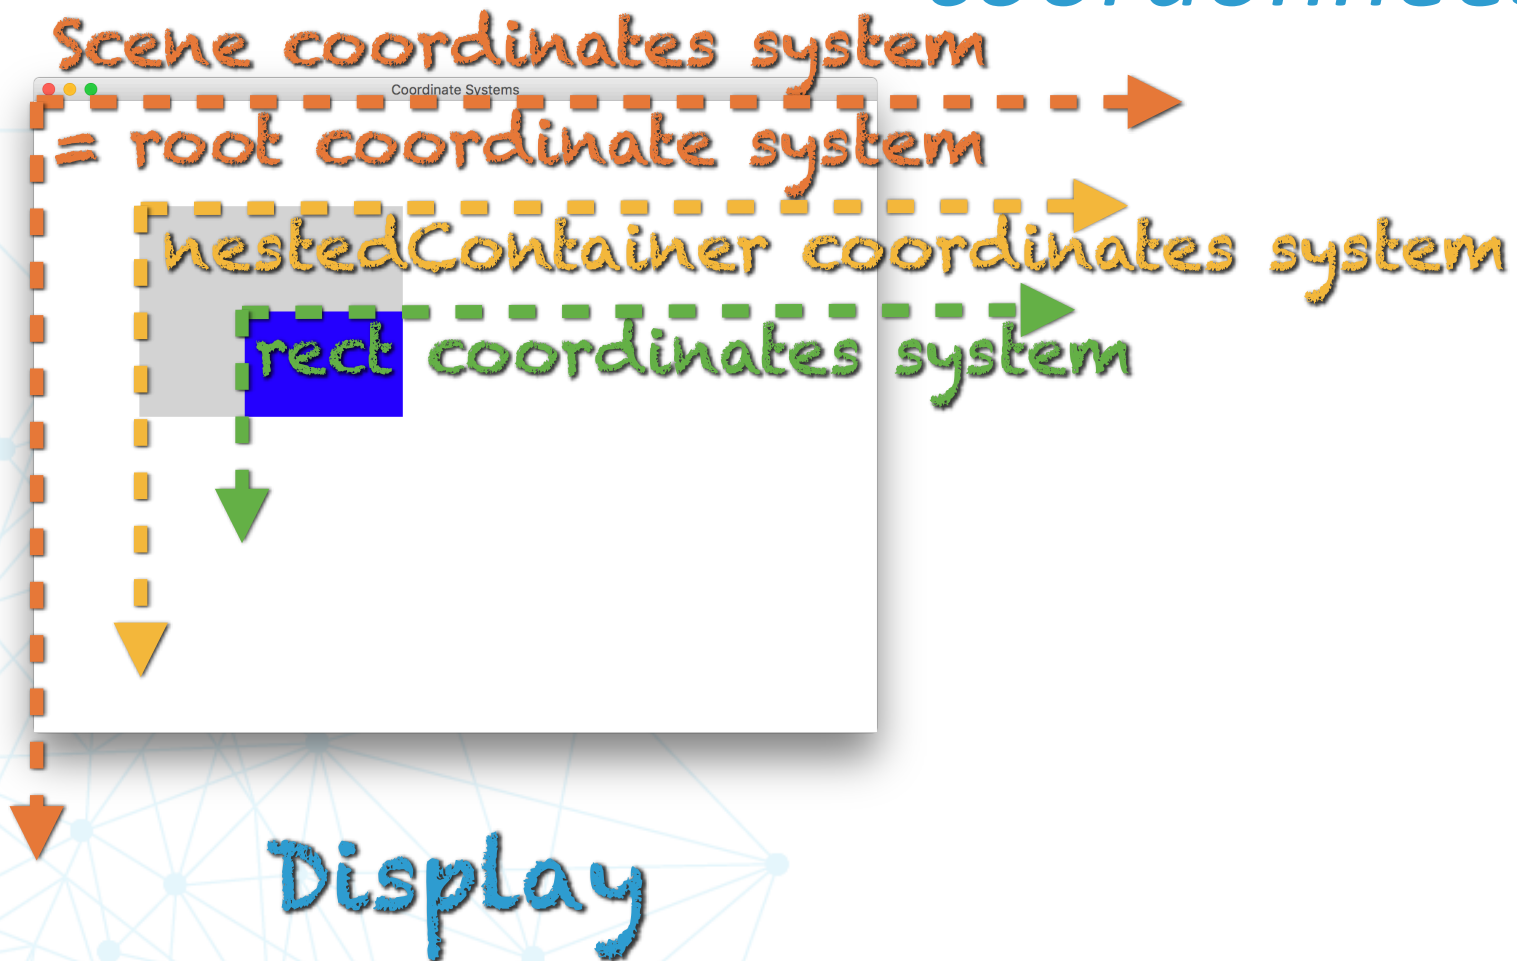 Scene coordinates system
Coordinate Systems
= root coordinate system
nestedContainer coordinates system
rect coordinates system
Display